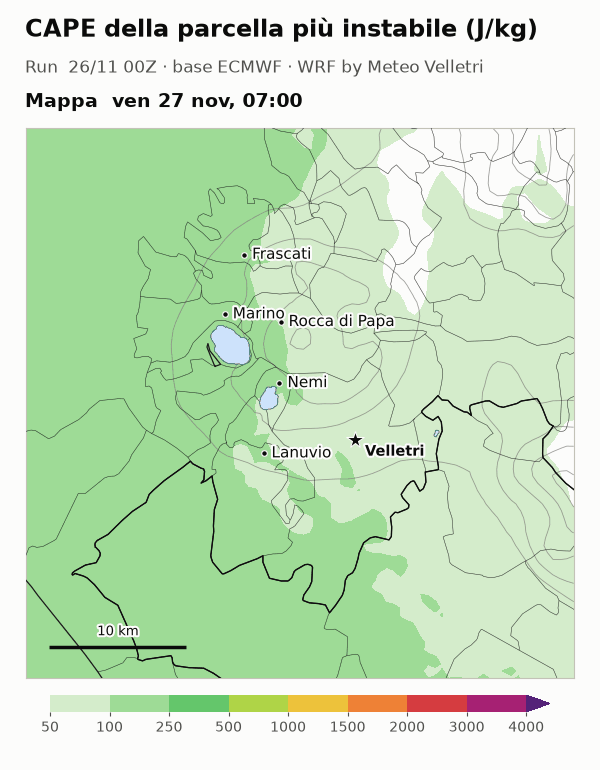 CAPE della parcella più instabile (J/kg)
Run  26/11 00Z · base ECMWF · WRF by Meteo Velletri
Mappa  ven 27 nov, 07:00
Frascati
Marino
Rocca di Papa
Nemi
Velletri
Lanuvio
10 km
50 100 250 500 1000 1500 2000 3000 4000